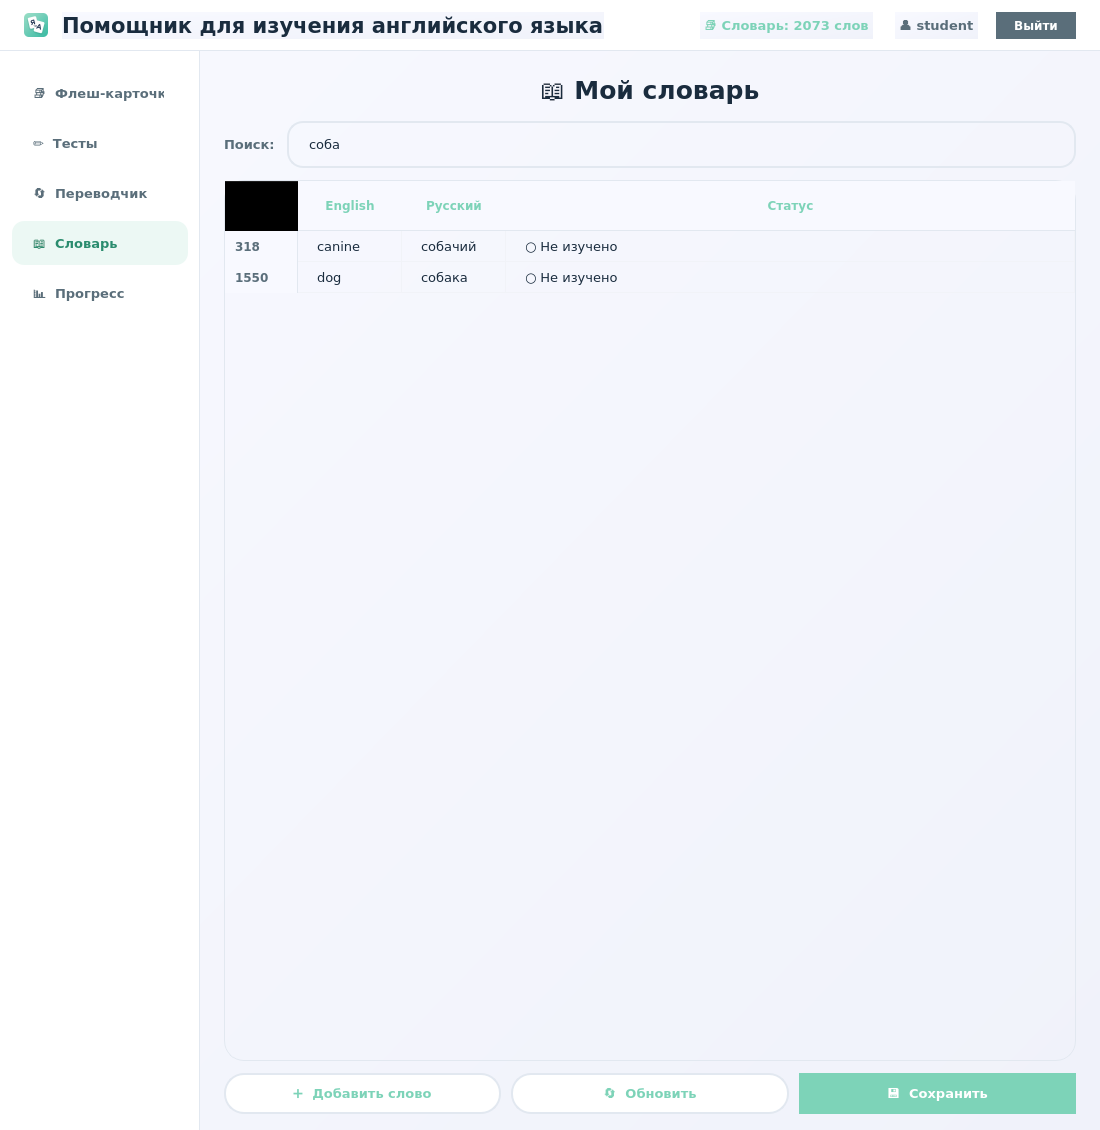 Помощник для изучения английского языка
Словарь: 2073 слов
student
Выйти
Флеш-карточк
Тесты
Переводчик
Словарь
Прогресс
Мой словарь
Поиск: соба
English Русский Статус
318 canine собачий Не изучено
1550 dog собака Не изучено
+ Добавить слово
Обновить
Сохранить